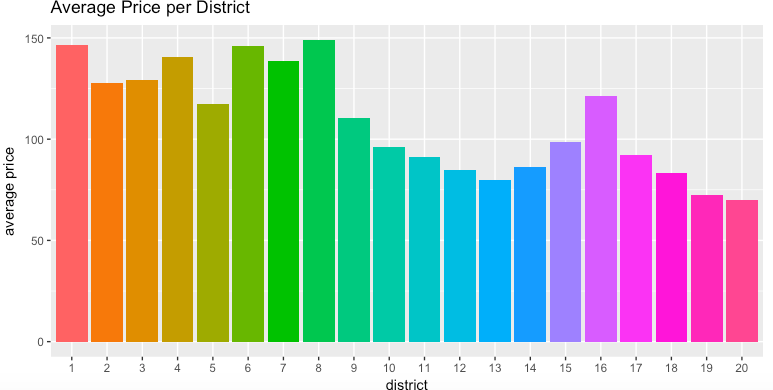 Average Price per District
average price
150
100
50
0
1 2 3 4 5 6 7 8 9 10 11 12 13 14 15 16 17 18 19 20
district